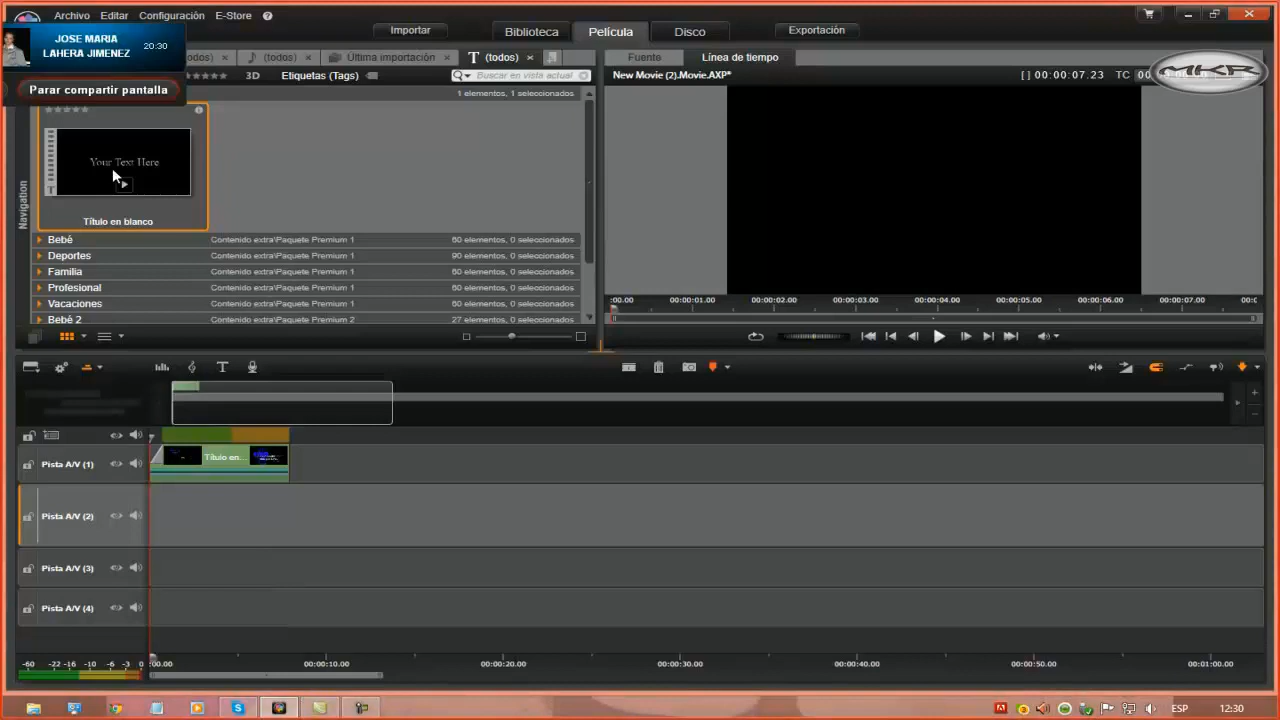 Archivo Editar Configuración E-Store ?
JOSE MARIA
LAHERA JIMENEZ
20:30
Parar compartir pantalla
Importar
Biblioteca Película Disco
Exportación
(todos) Última importación T (todos)
3D Etiquetas (Tags) Buscar en vista actual
1 elementos, 1 seleccionados
Fuente Línea de tiempo
New Movie (2).Movie.AXP*
[ ] 00:00:07.23 TC
MKR
Navigation
Your Text Here
Título en blanco
Bebé Contenido extra\Paquete Premium 1 60 elementos, 0 seleccionados
Deportes Contenido extra\Paquete Premium 1 90 elementos, 0 seleccionados
Familia Contenido extra\Paquete Premium 1 60 elementos, 0 seleccionados
Profesional Contenido extra\Paquete Premium 1 60 elementos, 0 seleccionados
Vacaciones Contenido extra\Paquete Premium 1 60 elementos, 0 seleccionados
Bebé 2 Contenido extra\Paquete Premium 2 27 elementos, 0 seleccionados
:00.00 00:00:01.00 00:00:02.00 00:00:03.00 00:00:04.00 00:00:05.00 00:00:06.00 00:00:07.00
T
Pista A/V (1)
Título en...
Pista A/V (2)
Pista A/V (3)
Pista A/V (4)
-60 -22 -16 -10 -6 -3 0
:00.00 00:00:10.00 00:00:20.00 00:00:30.00 00:00:40.00 00:00:50.00 00:01:00.00
ESP 12:30